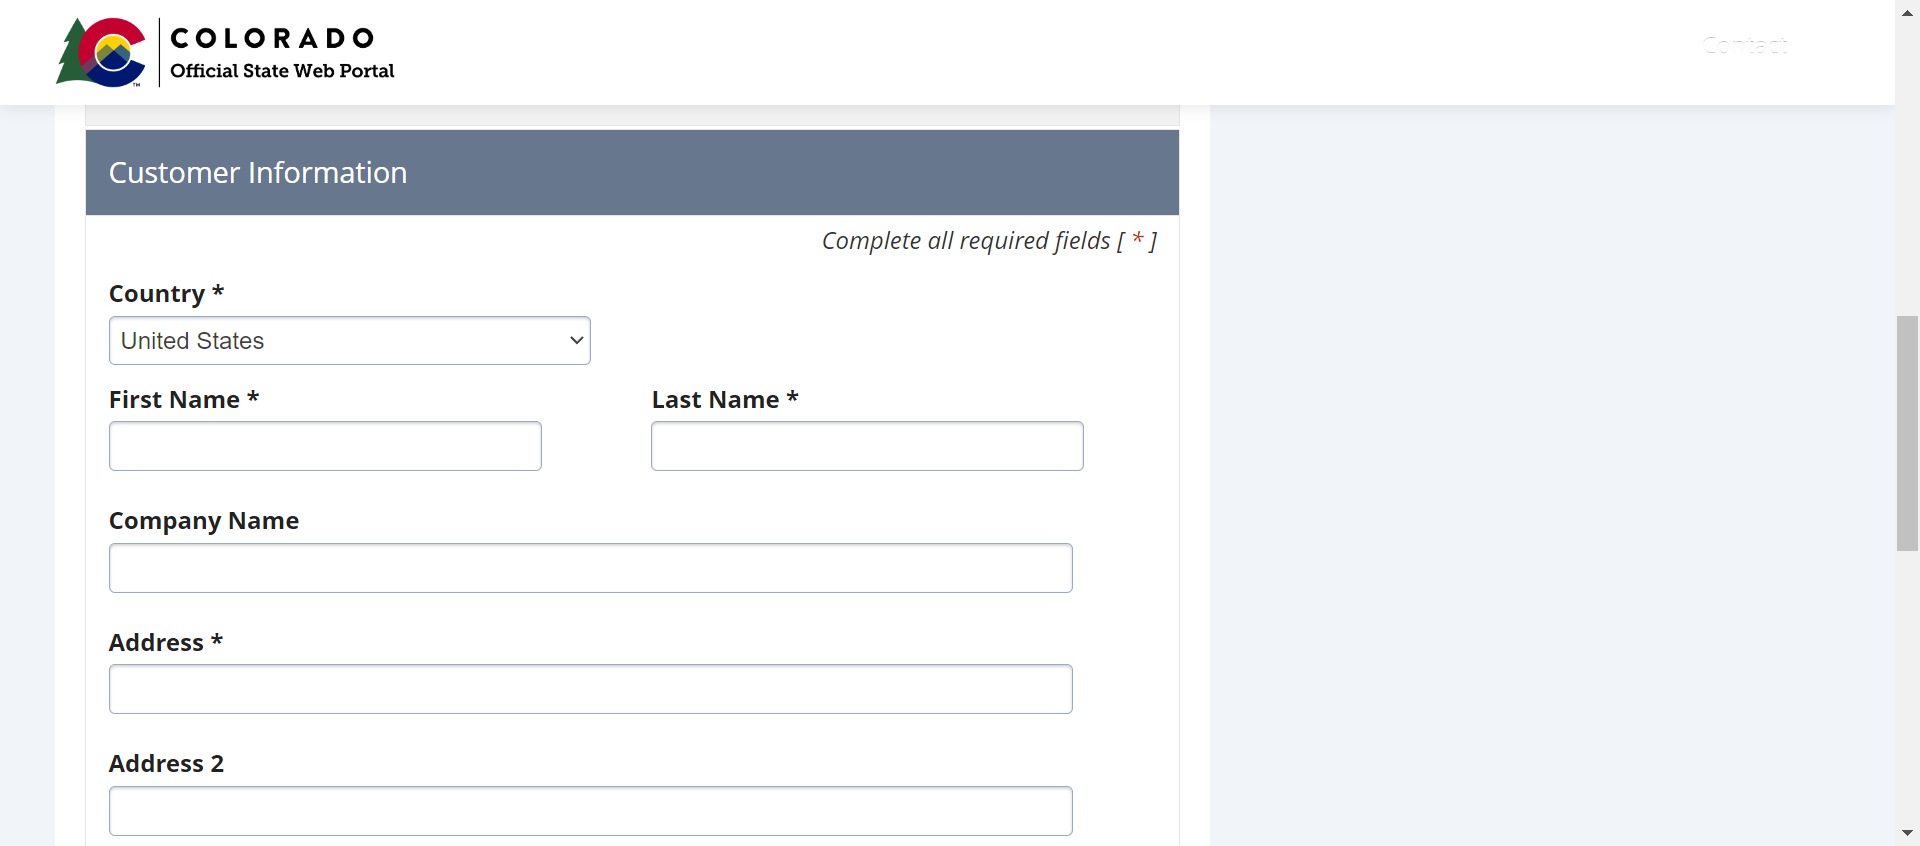 COLORADO
Official State Web Portal
Contact
Customer Information
Complete all required fields [ * ]
Country *
United States
First Name *
Last Name *
Company Name
Address *
Address 2